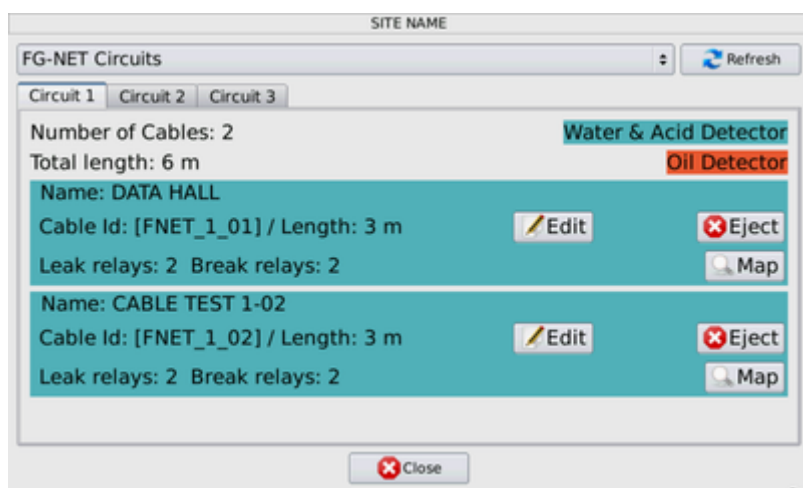 SITE NAME
FG-NET Circuits
Refresh
Circuit 1 Circuit 2 Circuit 3
Number of Cables: 2 Water & Acid Detector
Total length: 6 m Oil Detector
Name: DATA HALL
Cable Id: [FNET_1_01] / Length: 3 m Edit Eject
Leak relays: 2 Break relays: 2 Map
Name: CABLE TEST 1-02
Cable Id: [FNET_1_02] / Length: 3 m Edit Eject
Leak relays: 2 Break relays: 2 Map
Close